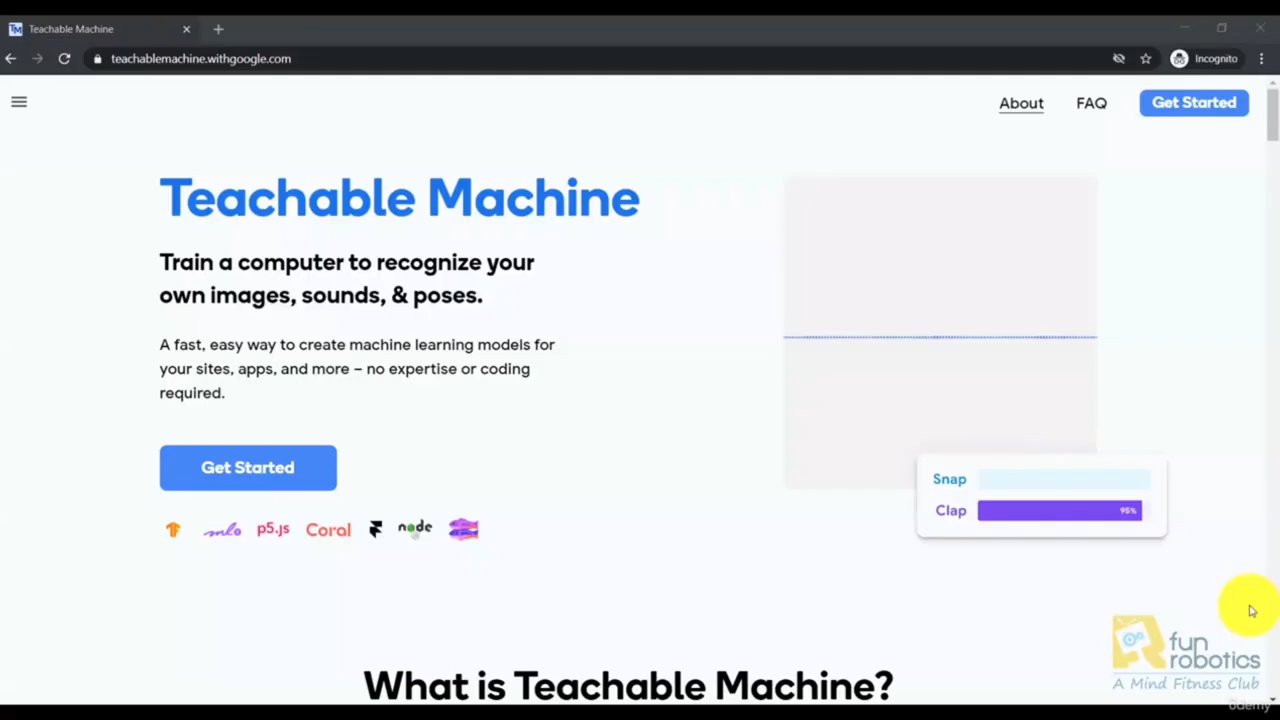 Teachable Machine
teachablemachine.withgoogle.com
Incognito
About
FAQ
Get Started
Teachable Machine
Train a computer to recognize your
own images, sounds, & poses.
A fast, easy way to create machine learning models for
your sites, apps, and more – no expertise or coding
required.
Get Started
p5.js
Coral
node
Snap
Clap
95%
What is Teachable Machine?
fun
robotics
A Mind Fitness Club
ûdemy